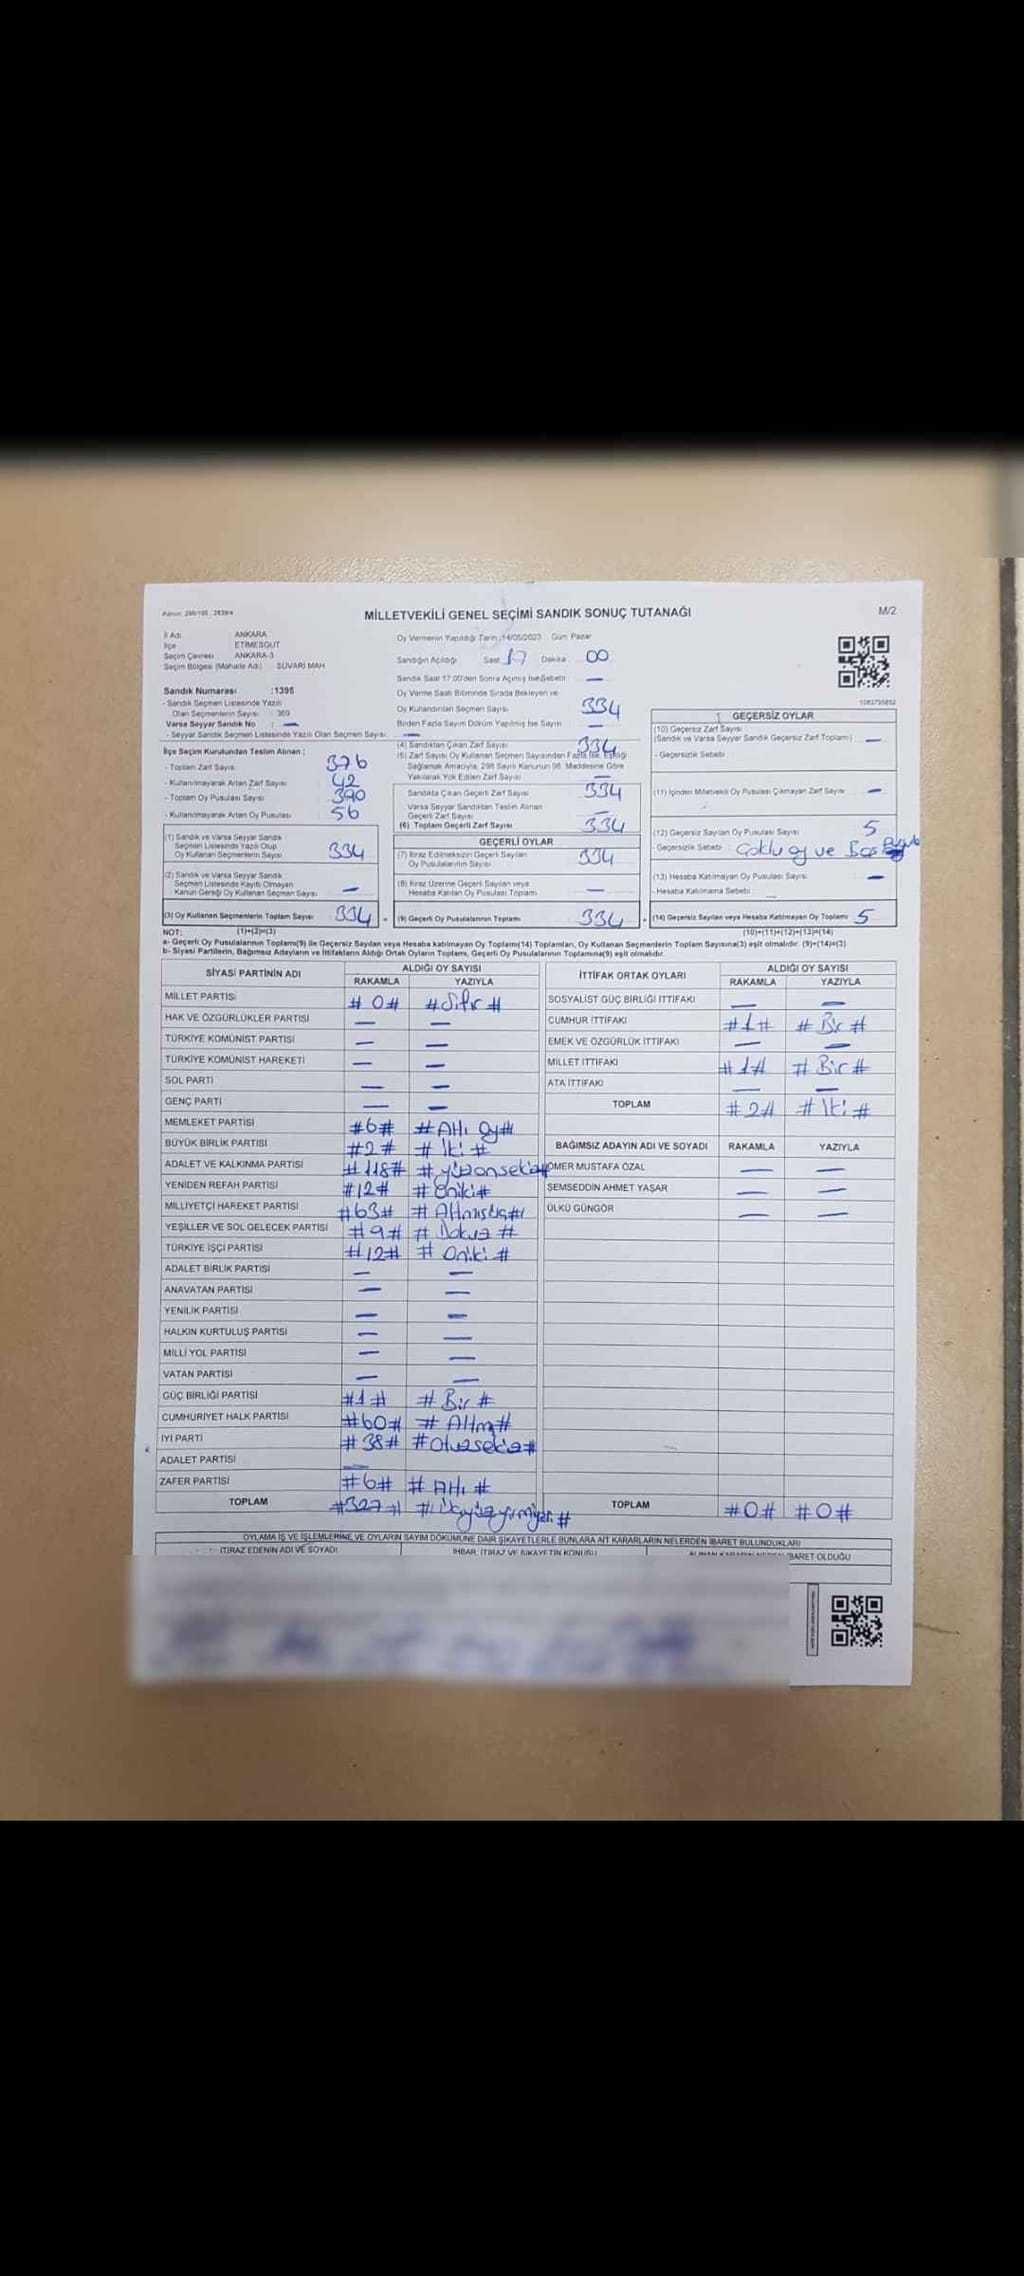 Kanun: 298/105 , 2839/4
MİLLETVEKİLİ GENEL SEÇİMİ SANDIK SONUÇ TUTANAĞI
M/2
İl Adı : ANKARA
İlçe : ETİMESGUT
Seçim Çevresi : ANKARA-3
Seçim Bölgesi (Mahalle Adı) : SÜVARİ MAH
Sandık Numarası :1395
- Sandık Seçmen Listesinde Yazılı
Olan Seçmenlerin Sayısı : 369
Varsa Seyyar Sandık No : —
- Seyyar Sandık Seçmen Listesinde Yazılı Olan Seçmen Sayısı: —
Oy Vermenin Yapıldığı Tarih :14/05/2023 Gün: Pazar
Sandığın Açıldığı Saat 17 Dakika 00
Sandık Saat 17:00'den Sonra Açılmış İse Sebebi —
Oy Verme Saati Bitiminde Sırada Bekleyen ve
Oy Kullandırılan Seçmen Sayısı 334
Birden Fazla Sayım Döküm Yapılmış İse Sayısı —
İlçe Seçim Kurulundan Teslim Alınan :
- Toplam Zarf Sayısı 376
- Kullanılmayarak Artan Zarf Sayısı 42
- Toplam Oy Pusulası Sayısı 390
- Kullanılmayarak Artan Oy Pusulası 56
(1) Sandık ve Varsa Seyyar Sandık
Seçmen Listesinde Yazılı Olup
Oy Kullanan Seçmenlerin Sayısı 334
(2) Sandık ve Varsa Seyyar Sandık
Seçmen Listesinde Kayıtlı Olmayan
Kanun Gereği Oy Kullanan Seçmen Sayısı —
(3) Oy Kullanan Seçmenlerin Toplam Sayısı 334
(1)+(2)=(3)
(4) Sandıktan Çıkan Zarf Sayısı 334
(5) Zarf Sayısı Oy Kullanan Seçmen Sayısından Fazla İse, Eşitliği
Sağlamak Amacıyla, 298 Sayılı Kanunun 98. Maddesine Göre
Yakılarak Yok Edilen Zarf Sayısı —
Sandıkta Çıkan Geçerli Zarf Sayısı 334
Varsa Seyyar Sandıktan Teslim Alınan
Geçerli Zarf Sayısı —
(6) Toplam Geçerli Zarf Sayısı 334
GEÇERLİ OYLAR
(7) İtiraz Edilmeksizin Geçerli Sayılan
Oy Pusulalarının Sayısı 334
(8) İtiraz Üzerine Geçerli Sayılan veya
Hesaba Katılan Oy Pusulası Toplamı —
(9) Geçerli Oy Pusulalarının Toplamı 334
1083795852
GEÇERSİZ OYLAR
(10) Geçersiz Zarf Sayısı
(Sandık ve Varsa Seyyar Sandık Geçersiz Zarf Toplamı) —
- Geçersizlik Sebebi
(11) İçinden Milletvekili Oy Pusulası Çıkmayan Zarf Sayısı —
(12) Geçersiz Sayılan Oy Pusulası Sayısı 5
- Geçersizlik Sebebi : Çoklu oy ve Boş
(13) Hesaba Katılmayan Oy Pusulası Sayısı —
- Hesaba Katılmama Sebebi : —
(14) Geçersiz Sayılan veya Hesaba Katılmayan Oy Toplamı 5
(10)+(11)+(12)+(13)=(14)
NOT:
a- Geçerli Oy Pusulalarının Toplamı(9) ile Geçersiz Sayılan veya Hesaba katılmayan Oy Toplamı(14) Toplamları, Oy Kullanan Seçmenlerin Toplam Sayısına(3) eşit olmalıdır. (9)+(14)=(3)
b- Siyasi Partilerin, Bağımsız Adayların ve İttifakların Aldığı Ortak Oyların Toplamı, Geçerli Oy Pusulalarının Toplamına(9) eşit olmalıdır.
SİYASİ PARTİNİN ADI ALDIĞI OY SAYISI
RAKAMLA YAZIYLA
MİLLET PARTİSİ # 0 # # Sıfır #
HAK VE ÖZGÜRLÜKLER PARTİSİ — —
TÜRKİYE KOMÜNİST PARTİSİ — —
TÜRKİYE KOMÜNİST HAREKETİ — —
SOL PARTİ — —
GENÇ PARTİ — —
MEMLEKET PARTİSİ #6# #Altı oy#
BÜYÜK BİRLİK PARTİSİ #2# # İki #
ADALET VE KALKINMA PARTİSİ #118# #yüzonsekiz#
YENİDEN REFAH PARTİSİ #12# #Oniki#
MİLLİYETÇİ HAREKET PARTİSİ #63# #Altmışüç#
YEŞİLLER VE SOL GELECEK PARTİSİ #9# # Dokuz #
TÜRKİYE İŞÇİ PARTİSİ #12# # Oniki #
ADALET BİRLİK PARTİSİ — —
ANAVATAN PARTİSİ — —
YENİLİK PARTİSİ — —
HALKIN KURTULUŞ PARTİSİ — —
MİLLİ YOL PARTİSİ — —
VATAN PARTİSİ — —
GÜÇ BİRLİĞİ PARTİSİ #1# # Bir #
CUMHURİYET HALK PARTİSİ #60# # Altmış#
İYİ PARTİ #38# #Otuzsekiz#
ADALET PARTİSİ —
ZAFER PARTİSİ #6# # Altı #
TOPLAM #327# #Üçyüzyirmiyedi #
İTTİFAK ORTAK OYLARI ALDIĞI OY SAYISI
RAKAMLA YAZIYLA
SOSYALİST GÜÇ BİRLİĞİ İTTİFAKI — —
CUMHUR İTTİFAKI #1# # Bir #
EMEK VE ÖZGÜRLÜK İTTİFAKI — —
MİLLET İTTİFAKI #1# # Bir #
ATA İTTİFAKI — —
TOPLAM #2# # İki #
BAĞIMSIZ ADAYIN ADI VE SOYADI RAKAMLA YAZIYLA
ÖMER MUSTAFA ÖZAL — —
ŞEMSEDDİN AHMET YAŞAR — —
ÜLKÜ GÜNGÖR — —
TOPLAM #0# #0#
OYLAMA İŞ VE İŞLEMLERİNE VE OYLARIN SAYIM DÖKÜMÜNE DAİR ŞİKAYETLERLE BUNLARA AİT KARARLARIN NELERDEN İBARET BULUNDUKLARI
İTİRAZ EDENİN ADI VE SOYADI İHBAR, İTİRAZ VE ŞİKAYETİN KONUSU İBARET OLDUĞU